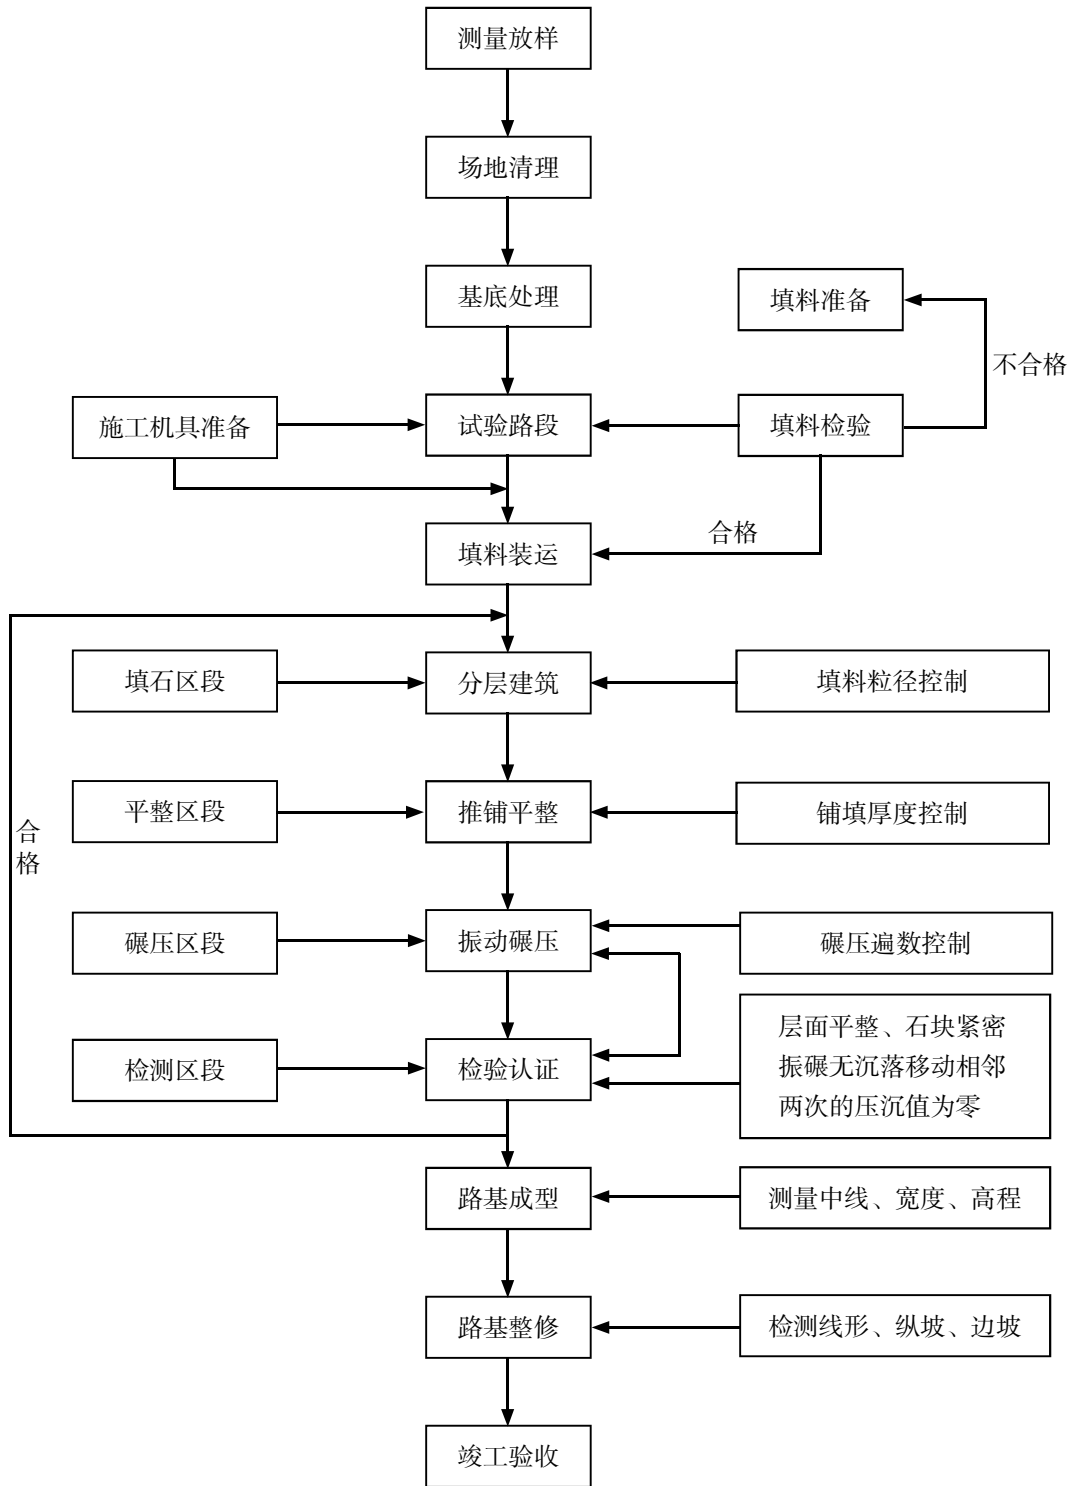 测量放样
场地清理
基底处理
填料准备
不合格
施工机具准备
试验路段
填料检验
合格
填料装运
填石区段
分层建筑
填料粒径控制
平整区段
推铺平整
铺填厚度控制
合
格
碾压区段
振动碾压
碾压遍数控制
检测区段
检验认证
层面平整、石块紧密
振碾无沉落移动相邻
两次的压沉值为零
路基成型
测量中线、宽度、高程
路基整修
检测线形、纵坡、边坡
竣工验收